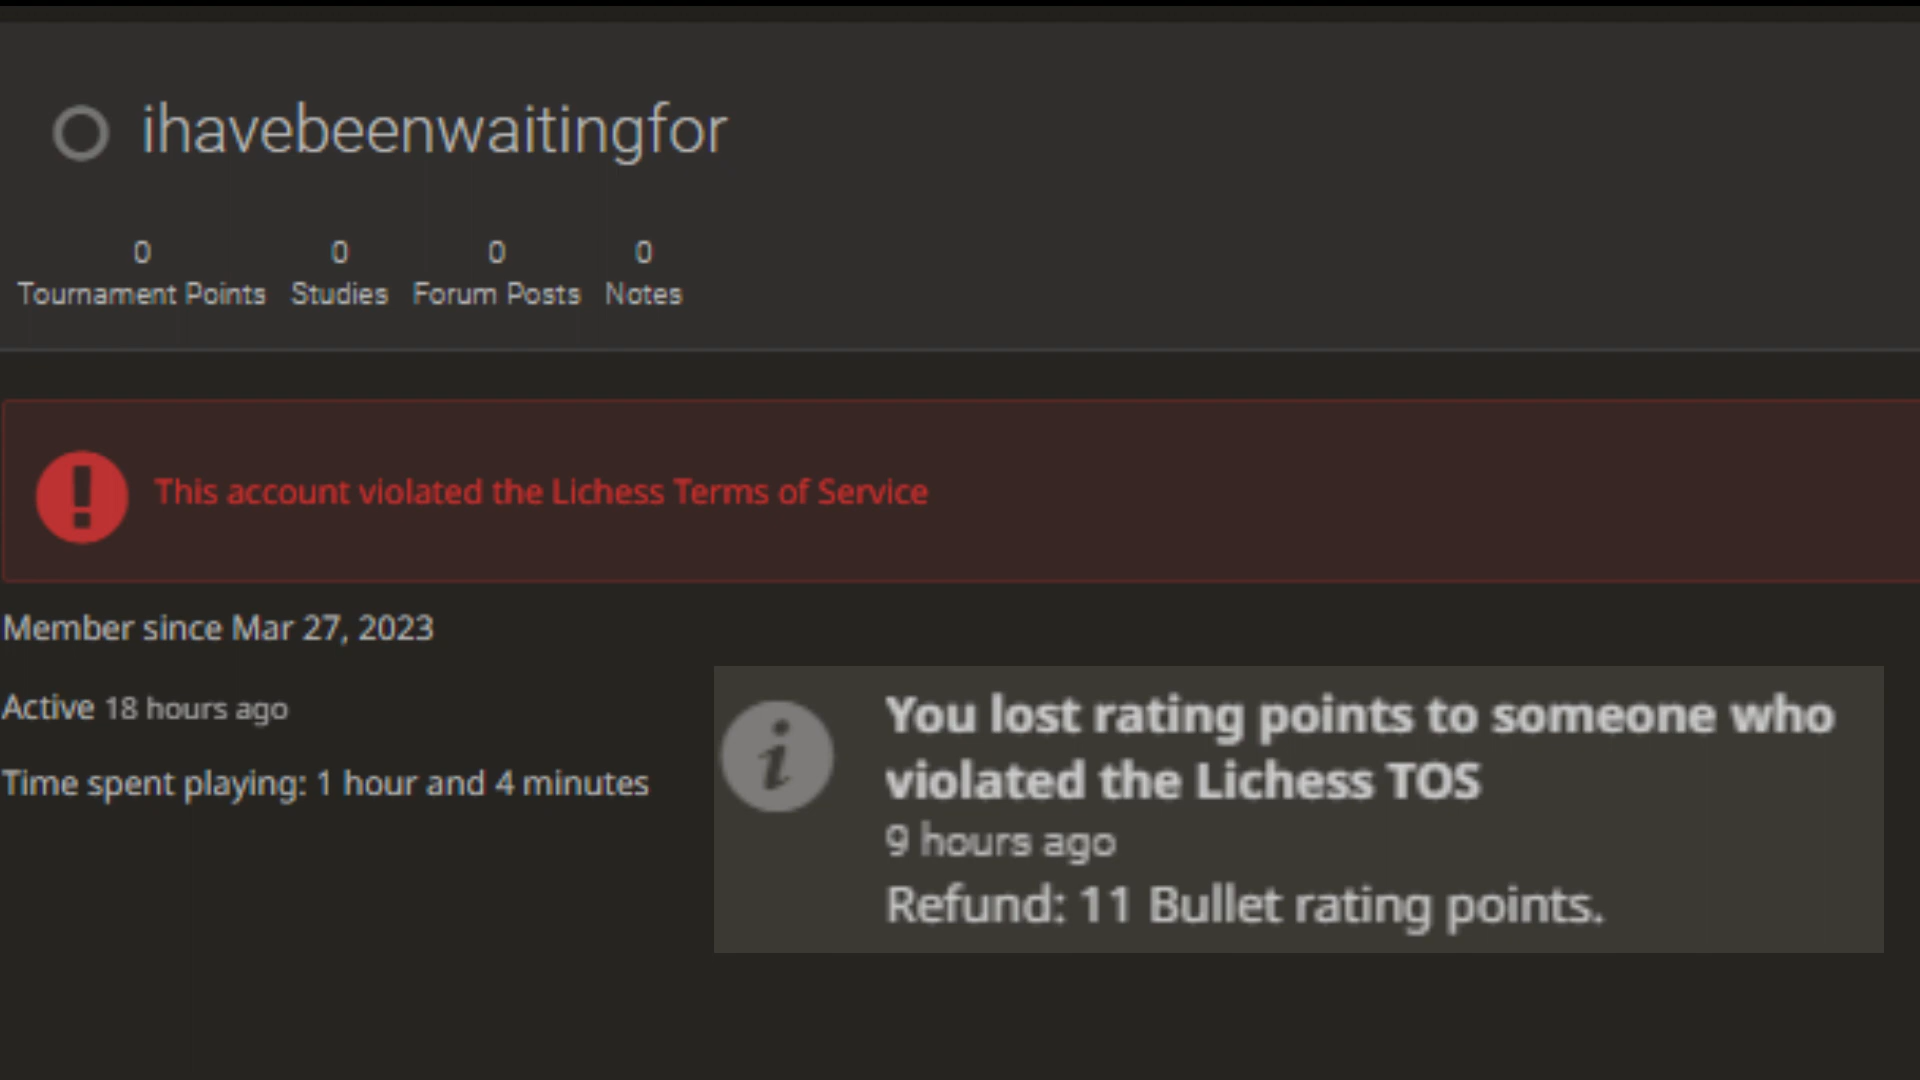 ihavebeenwaitingfor
0 0 0 0
Tournament Points Studies Forum Posts Notes
This account violated the Lichess Terms of Service
Member since Mar 27, 2023
Active 18 hours ago
Time spent playing: 1 hour and 4 minutes
You lost rating points to someone who
violated the Lichess TOS
9 hours ago
Refund: 11 Bullet rating points.